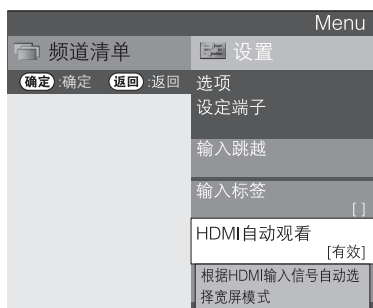 Menu
频道清单
设置
确定:确定 返回:返回
选项
设定端子
输入跳越
输入标签
[ ]
HDMI自动观看
[有效]
根据HDMI输入信号自动选
择宽屏模式